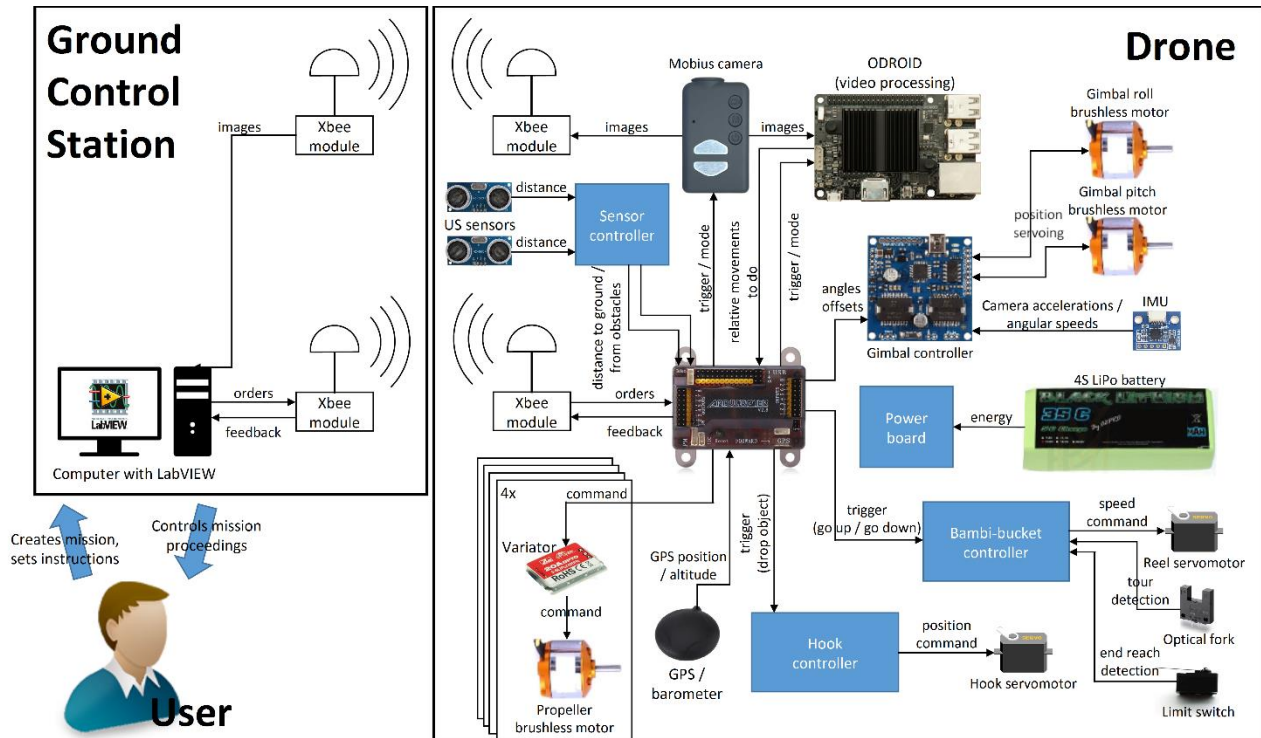 Ground
Control
Station
images
Xbee
module
orders
feedback
Xbee
module
LabVIEW
Computer with LabVIEW
Creates mission,
sets instructions
Controls mission
proceedings
User
Drone
Xbee
module
images
Mobius camera
images
ODROID
(video processing)
Gimbal roll
brushless motor
Gimbal pitch
brushless motor
position
servoing
US sensors
distance
distance
Sensor
controller
distance to ground /
from obstacles
trigger / mode
relative movements
to do
trigger / mode
angles
offsets
Gimbal controller
Camera accelerations /
angular speeds
IMU
Xbee
module
orders
feedback
GPS
4S LiPo battery
35C
energy
Power
board
4x
command
Variator
20A
RoHS
command
Propeller
brushless motor
GPS position
/ altitude
GPS /
barometer
trigger
(drop object)
Hook
controller
position
command
Hook servomotor
trigger
(go up / go down)
Bambi-bucket
controller
speed
command
Reel servomotor
tour
detection
Optical fork
end reach
detection
Limit switch